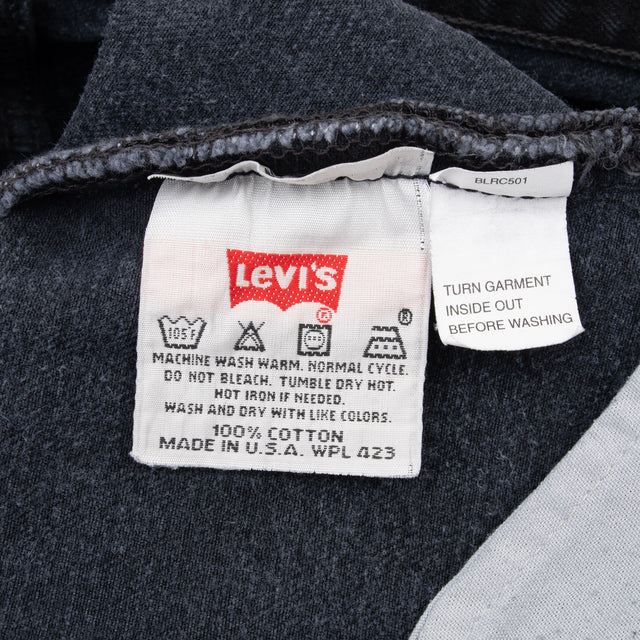 BLRC501
TURN GARMENT
INSIDE OUT
BEFORE WASHING
LEVI'S
R
105F
®
MACHINE WASH WARM. NORMAL CYCLE.
DO NOT BLEACH. TUMBLE DRY HOT.
HOT IRON IF NEEDED.
WASH AND DRY WITH LIKE COLORS.
100% COTTON
MADE IN U.S.A. WPL 423